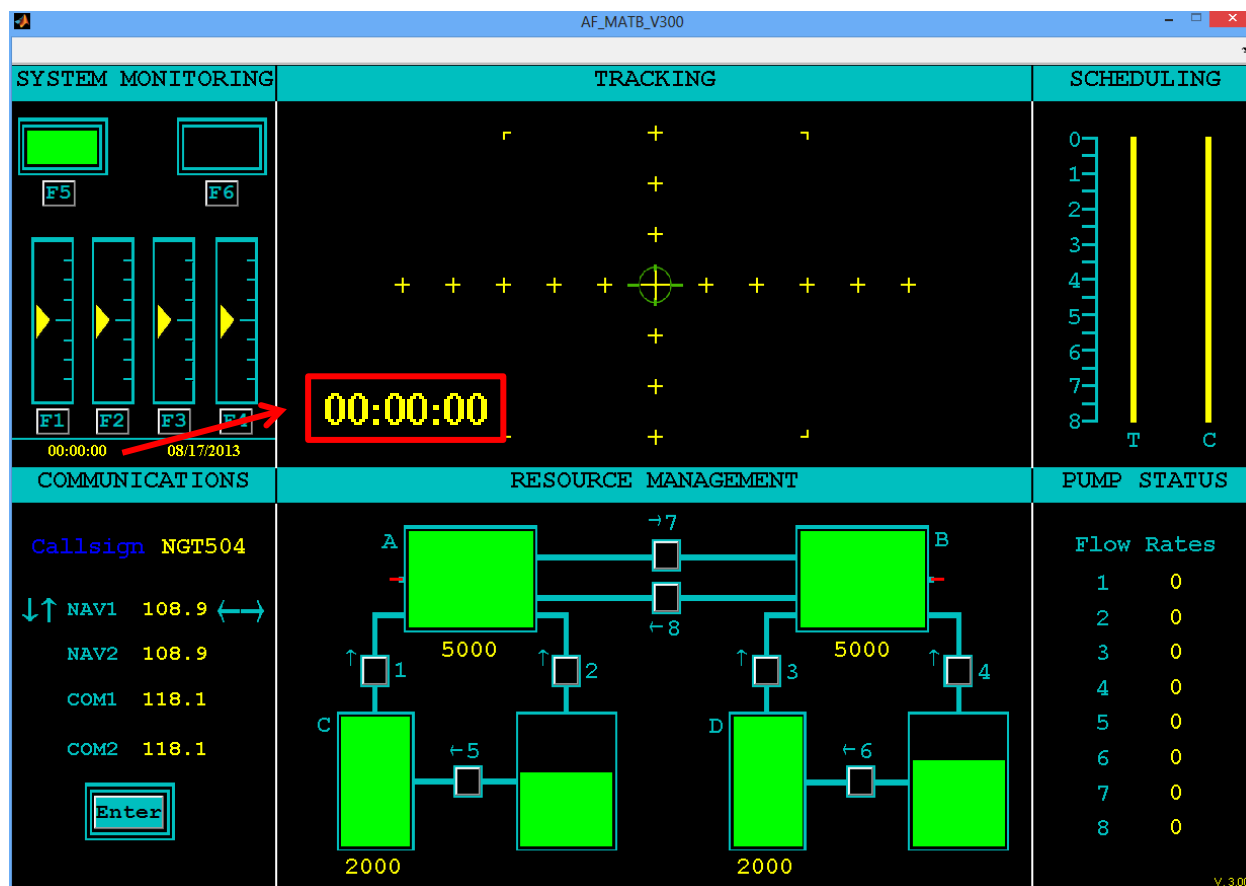 AF_MATB_V300
SYSTEM MONITORING
F5
F6
F1
F2
F3
F4
00:00:00
08/17/2013
TRACKING
00:00:00
SCHEDULING
0
1
2
3
4
5
6
7
8
T
C
COMMUNICATIONS
Callsign NGT504
↓↑ NAV1 108.9 ←→
NAV2 108.9
COM1 118.1
COM2 118.1
Enter
RESOURCE MANAGEMENT
→7
A
B
←8
5000
5000
↑ 1
↑ 2
↑ 3
↑ 4
C
D
←5
←6
2000
2000
PUMP STATUS
Flow Rates
1 0
2 0
3 0
4 0
5 0
6 0
7 0
8 0
V. 3.00